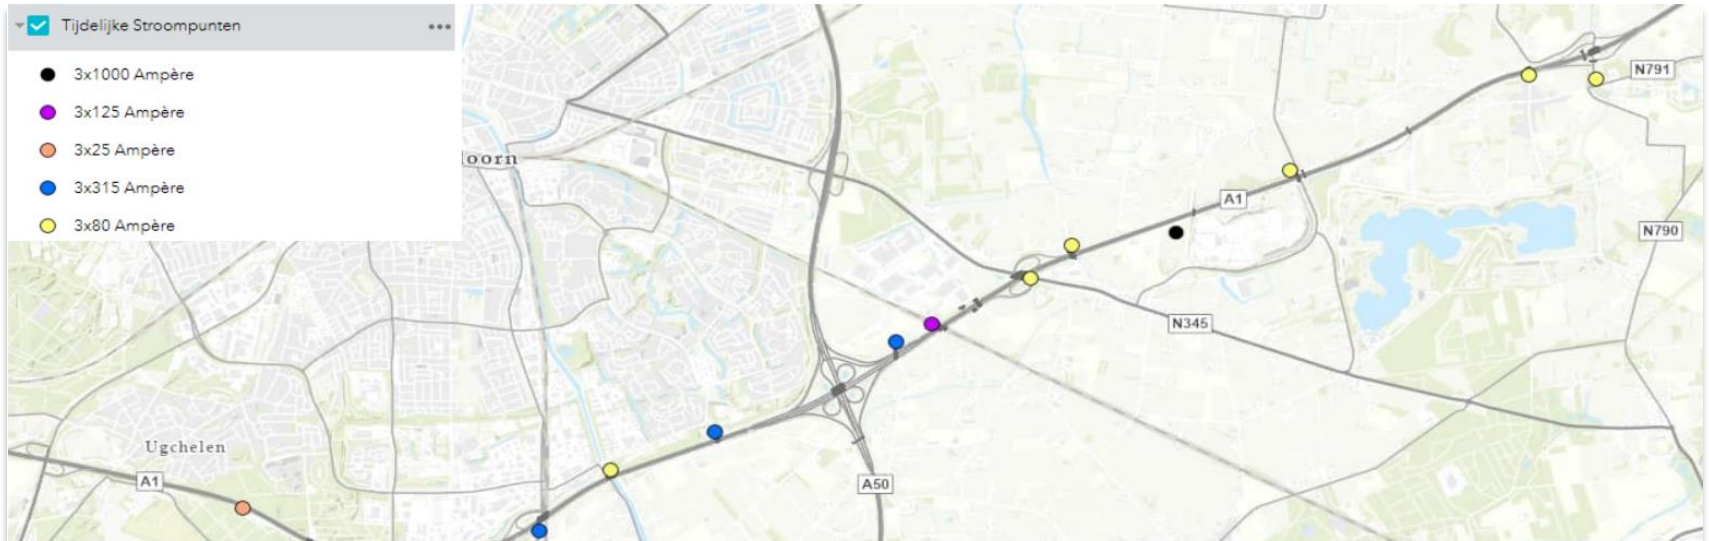 Tijdelijke Stroompunten
3x1000 Ampère
3x125 Ampère
3x25 Ampère
3x315 Ampère
3x80 Ampère
loorn
N791
A1
N790
N345
Ugchelen
A1
A50